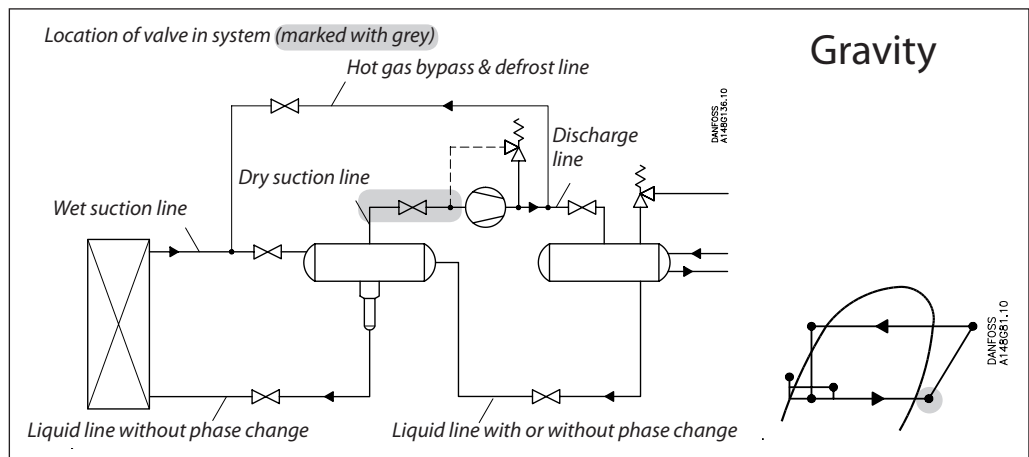 Location of valve in system (marked with grey)
Gravity
Hot gas bypass & defrost line
DANFOSS
A148G136.10
Discharge
line
Dry suction line
Wet suction line
DANFOSS
A148G81.10
Liquid line without phase change
Liquid line with or without phase change